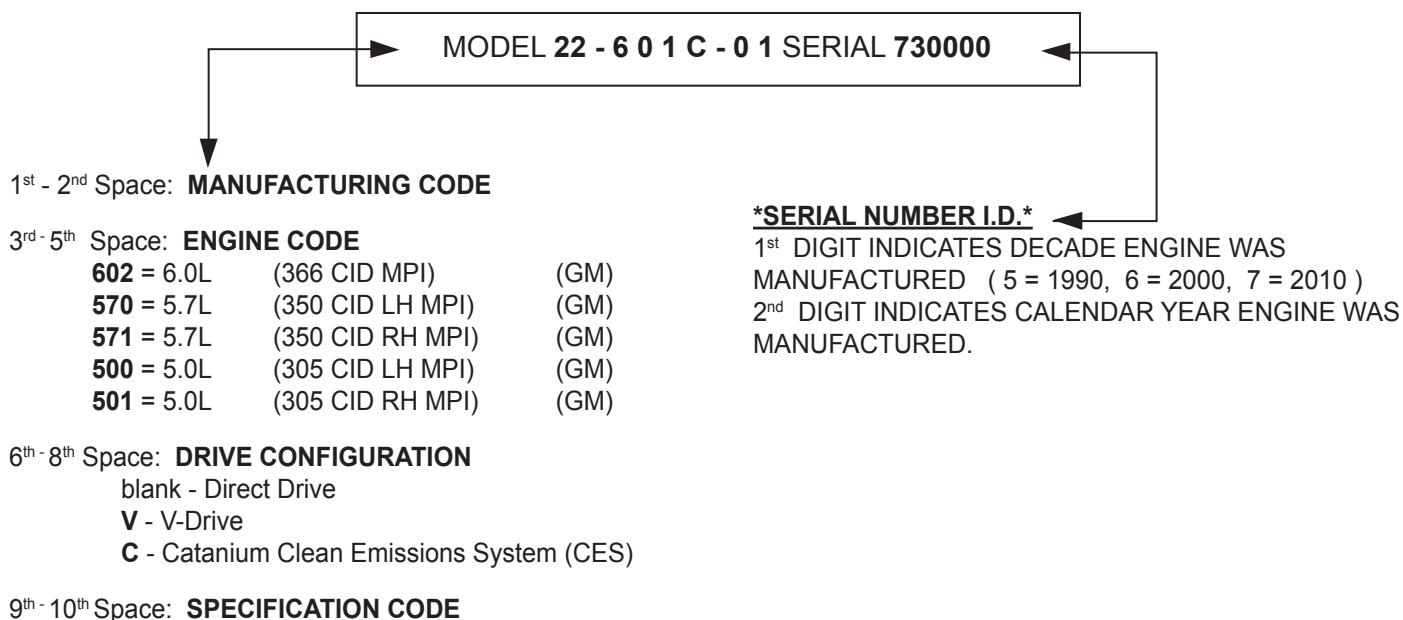 MODEL 22 - 6 0 1 C - 0 1 SERIAL 730000
1st - 2nd Space: MANUFACTURING CODE
3rd - 5th Space: ENGINE CODE
602 = 6.0L (366 CID MPI) (GM)
570 = 5.7L (350 CID LH MPI) (GM)
571 = 5.7L (350 CID RH MPI) (GM)
500 = 5.0L (305 CID LH MPI) (GM)
501 = 5.0L (305 CID RH MPI) (GM)
6th - 8th Space: DRIVE CONFIGURATION
blank - Direct Drive
V - V-Drive
C - Catanium Clean Emissions System (CES)
9th - 10th Space: SPECIFICATION CODE
*SERIAL NUMBER I.D.*
1st DIGIT INDICATES DECADE ENGINE WAS
MANUFACTURED ( 5 = 1990, 6 = 2000, 7 = 2010 )
2nd DIGIT INDICATES CALENDAR YEAR ENGINE WAS
MANUFACTURED.